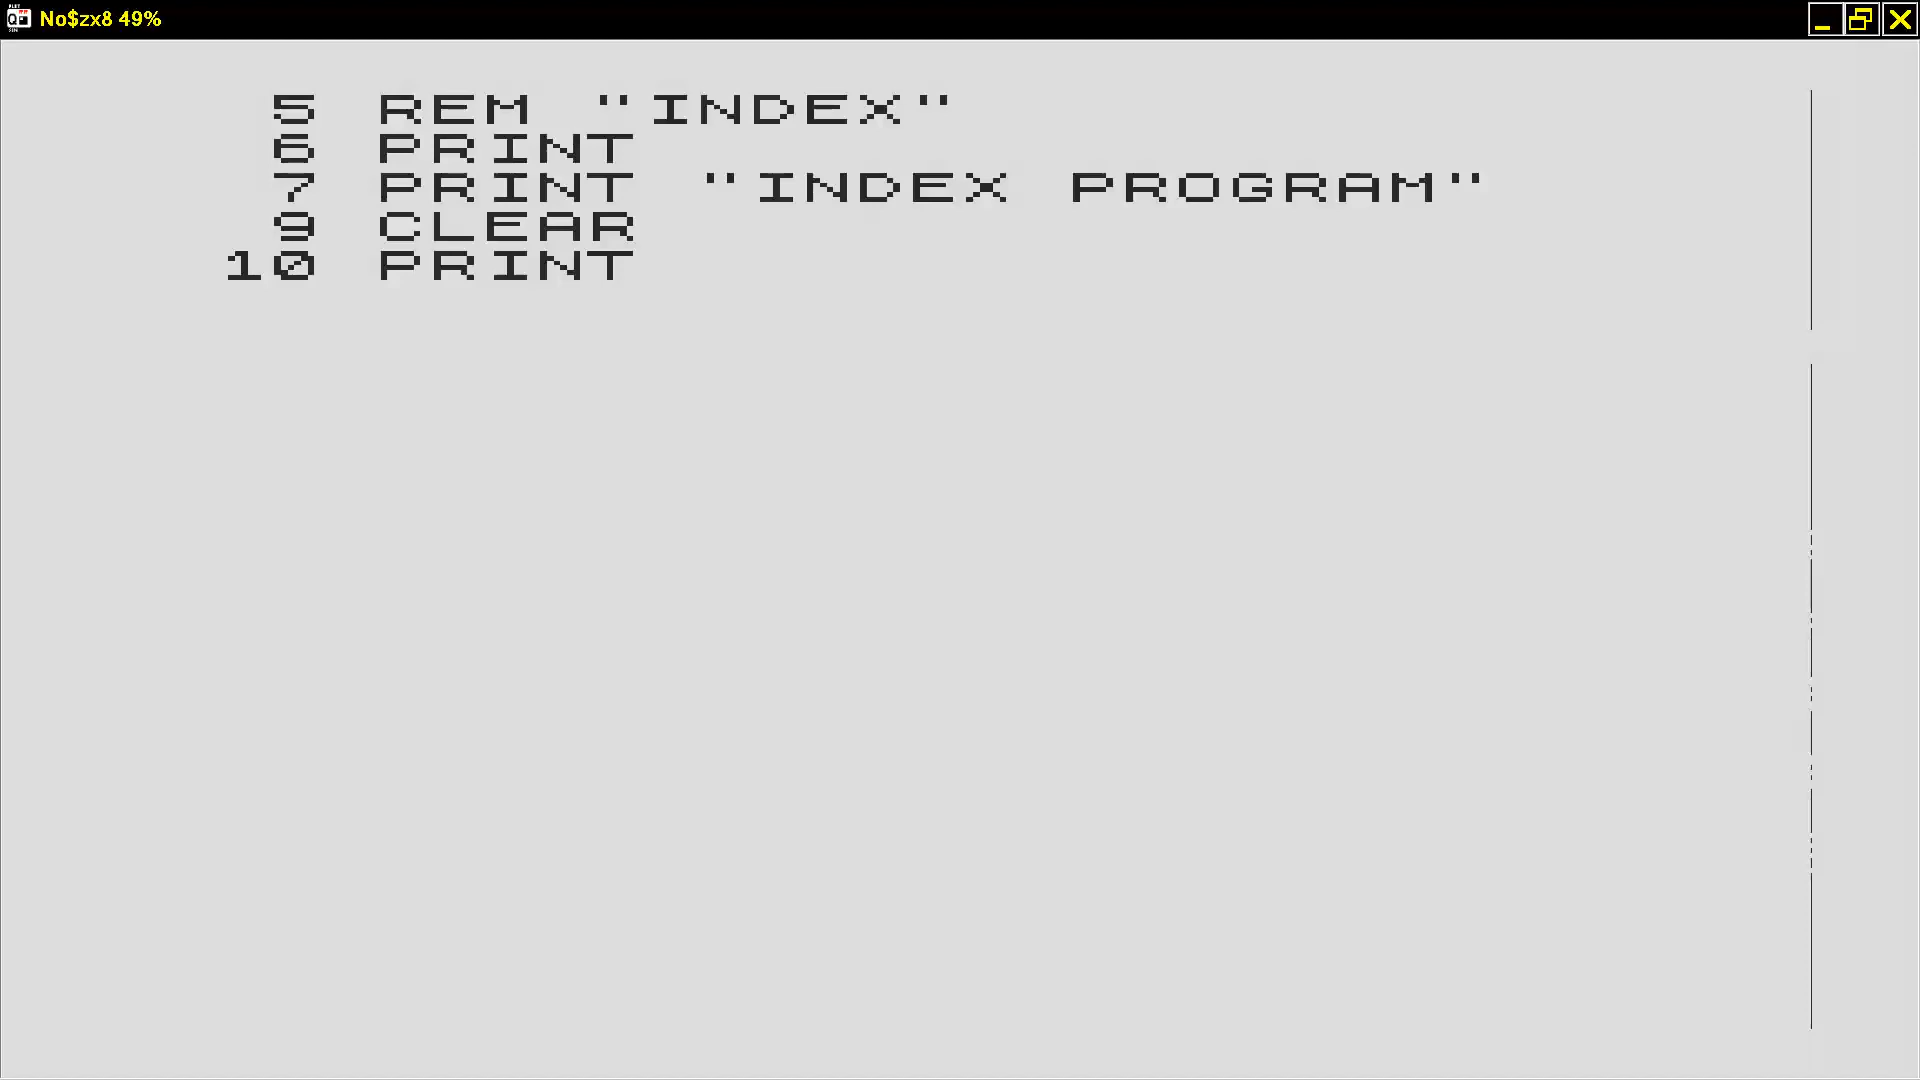 No$zx8 49%
5 REM "INDEX"
6 PRINT
7 PRINT "INDEX PROGRAM"
9 CLEAR
10 PRINT